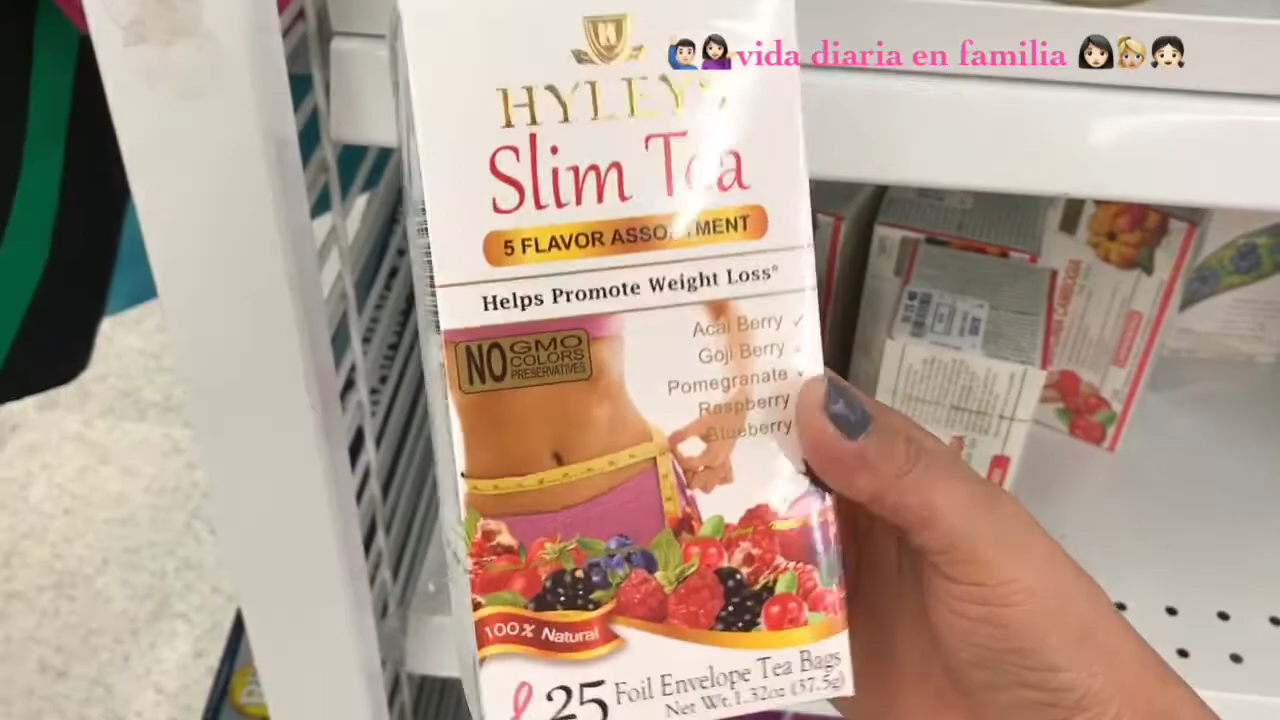 vida diaria en familia
HYLEYS
Slim Tea
5 FLAVOR ASSORTMENT
Helps Promote Weight Loss*
NO GMO
COLORS
PRESERVATIVES
Acai Berry ✓
Goji Berry
Pomegranate
Raspberry
Blueberry
100% Natural
25 Foil Envelope Tea Bags
Net Wt. 1.32oz (37.5g)